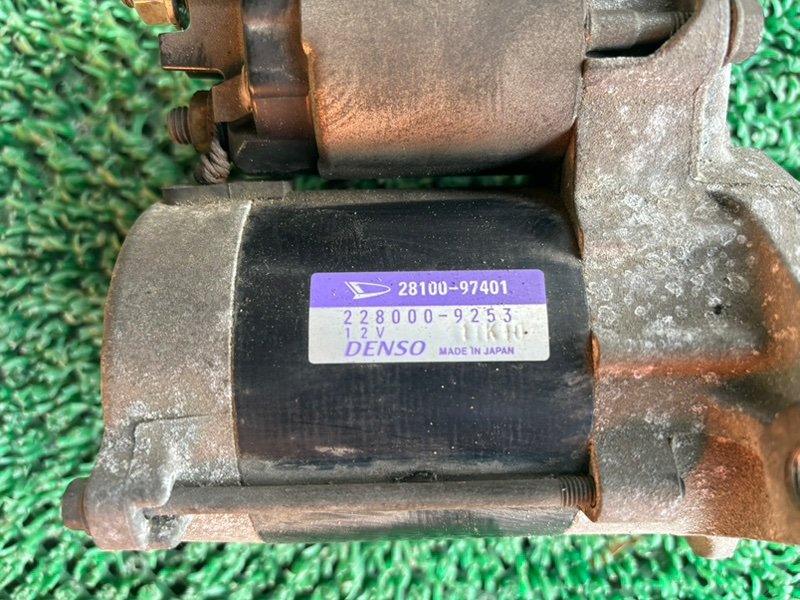 28100-97401
228000-9253
12V
DENSO MADE IN JAPAN